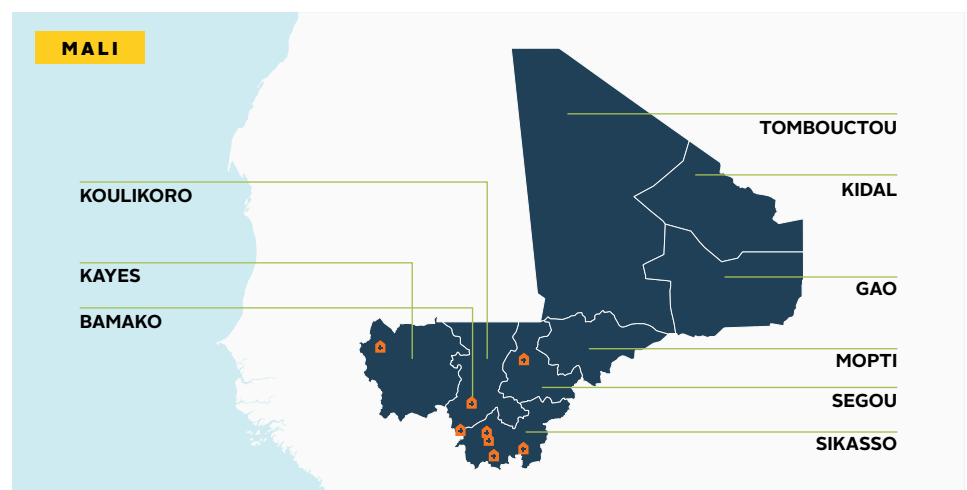 MALI
TOMBOUCTOU
KOULIKORO
KIDAL
KAYES
GAO
BAMAKO
MOPTI
SEGOU
SIKASSO